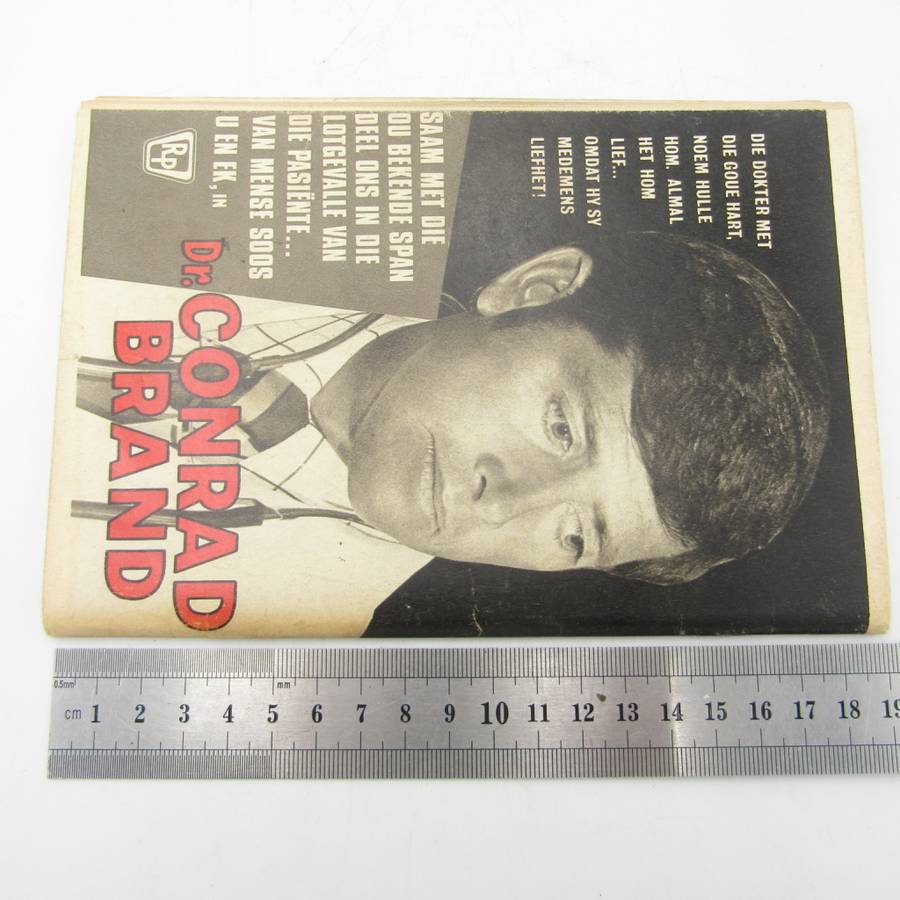 DIE DOKTER MET
DIE GOUE HART,
NOEM HULLE
HOM. ALMAL
HET HOM
LIEF...
OMDAT HY SY
MEDEMENS
LIEFHET!
SAAM MET DIE
OU BEKENDE SPAN
DEEL ONS IN DIE
LOTGEVALLE VAN
DIE PASIËNTE...
VAN MENSE SOOS
U EN EK, IN
Rp
Dr. CONRAD
BRAND
0.5mm
mm
cm 1 2 3 4 5 6 7 8 9 10 11 12 13 14 15 16 17 18 19